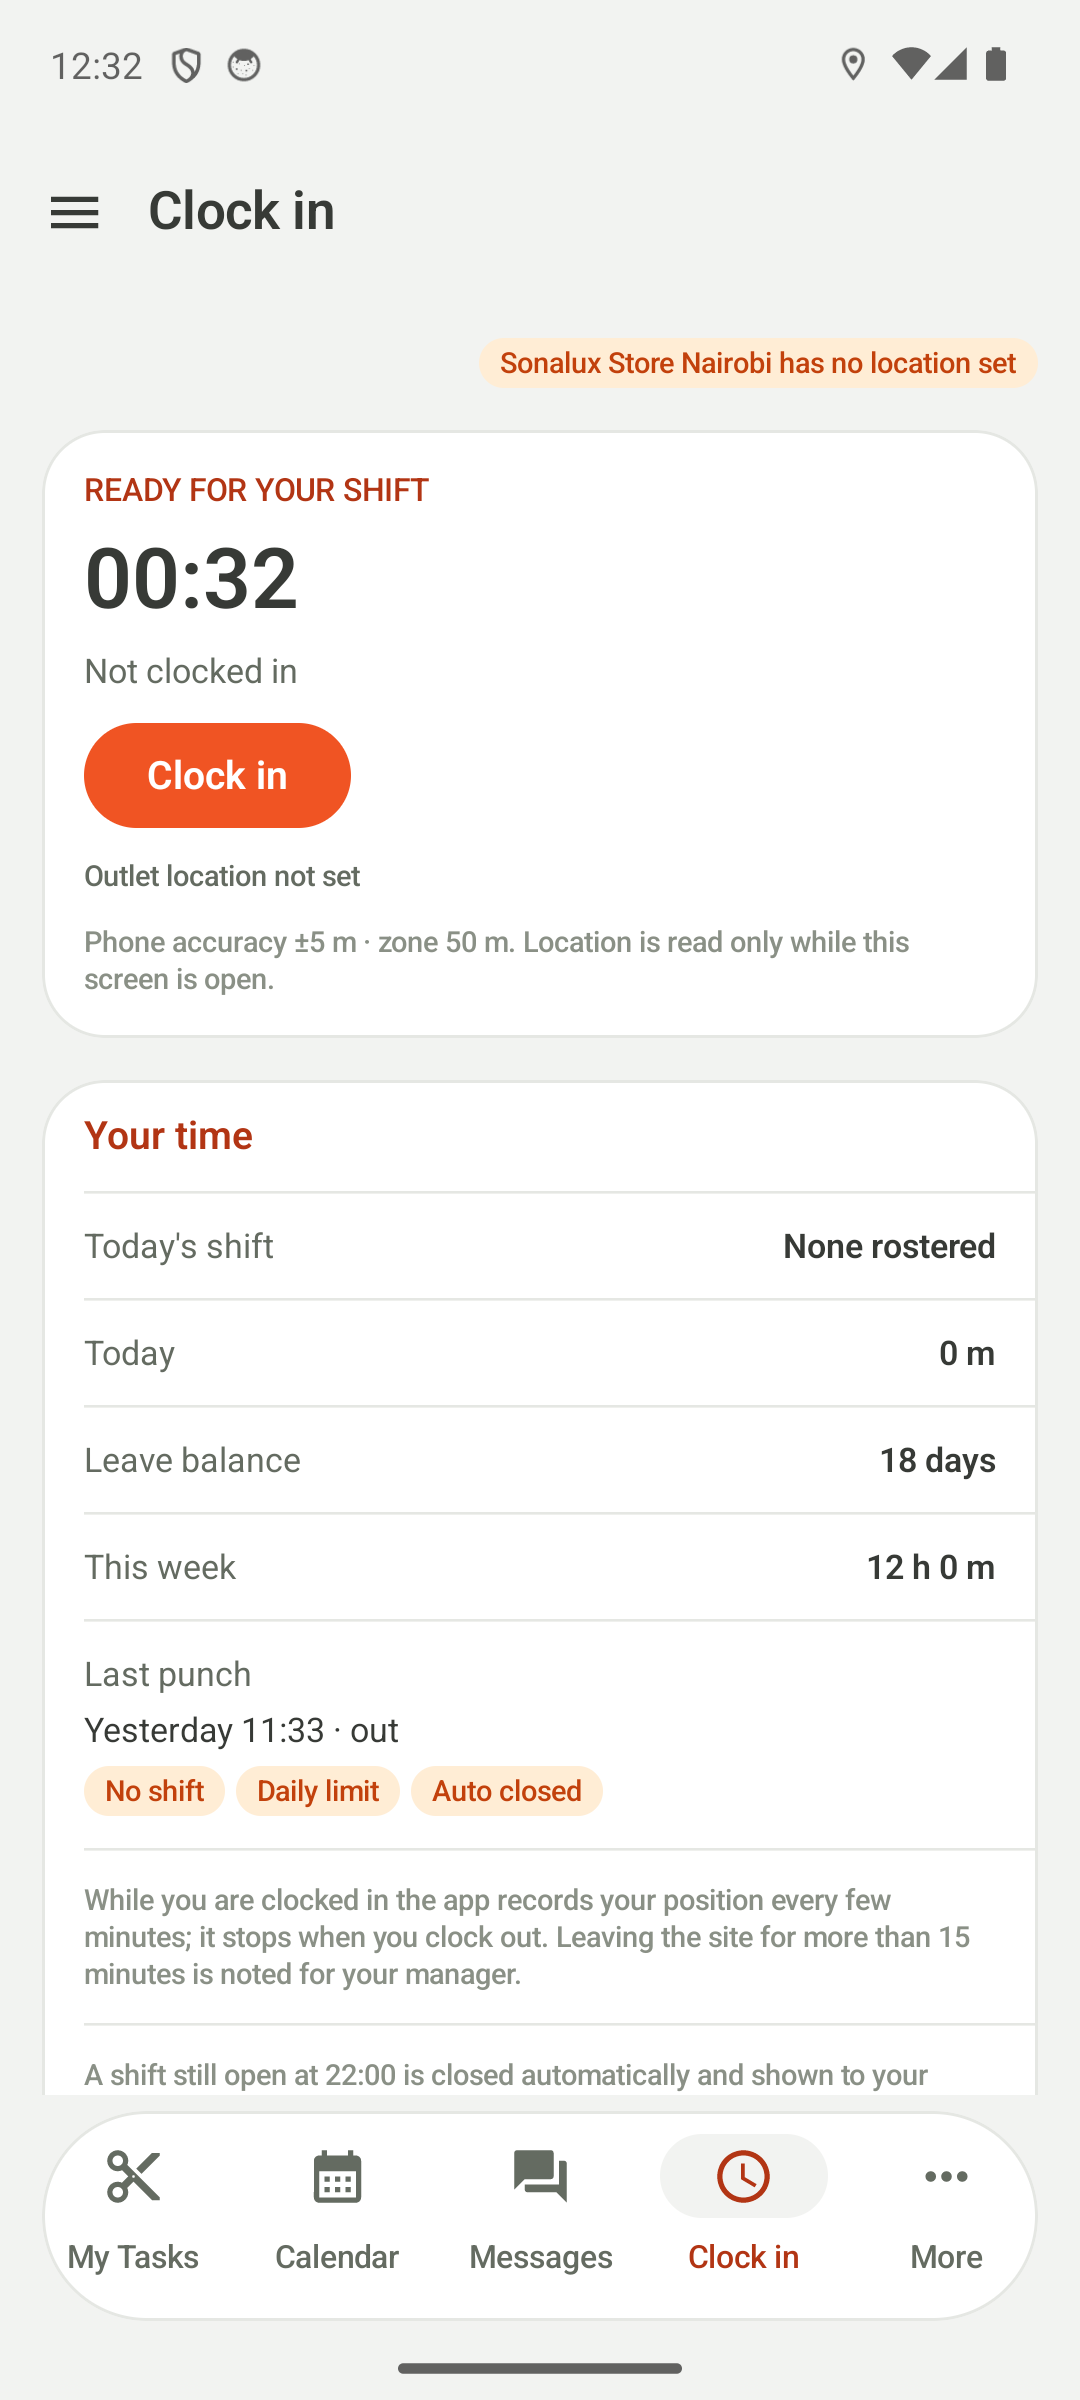 12:32
Clock in
Sonalux Store Nairobi has no location set
READY FOR YOUR SHIFT
00:32
Not clocked in
Clock in
Outlet location not set
Phone accuracy ±5 m · zone 50 m. Location is read only while this
screen is open.
Your time
Today's shift None rostered
Today 0 m
Leave balance 18 days
This week 12 h 0 m
Last punch
Yesterday 11:33 · out
No shift Daily limit Auto closed
While you are clocked in the app records your position every few
minutes; it stops when you clock out. Leaving the site for more than 15
minutes is noted for your manager.
A shift still open at 22:00 is closed automatically and shown to your
My Tasks Calendar Messages Clock in More